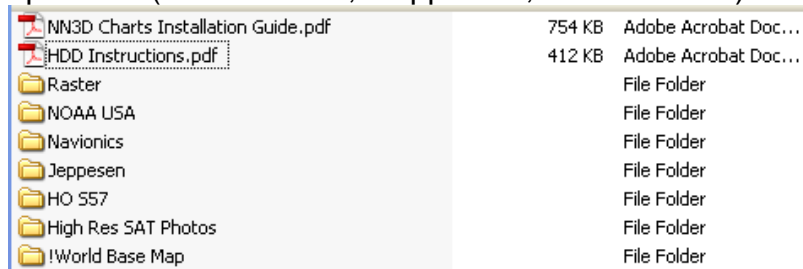 NN3D Charts Installation Guide.pdf 754 KB Adobe Acrobat Doc...
HDD Instructions.pdf 412 KB Adobe Acrobat Doc...
Raster File Folder
NOAA USA File Folder
Navionics File Folder
Jeppesen File Folder
HO S57 File Folder
High Res SAT Photos File Folder
!World Base Map File Folder